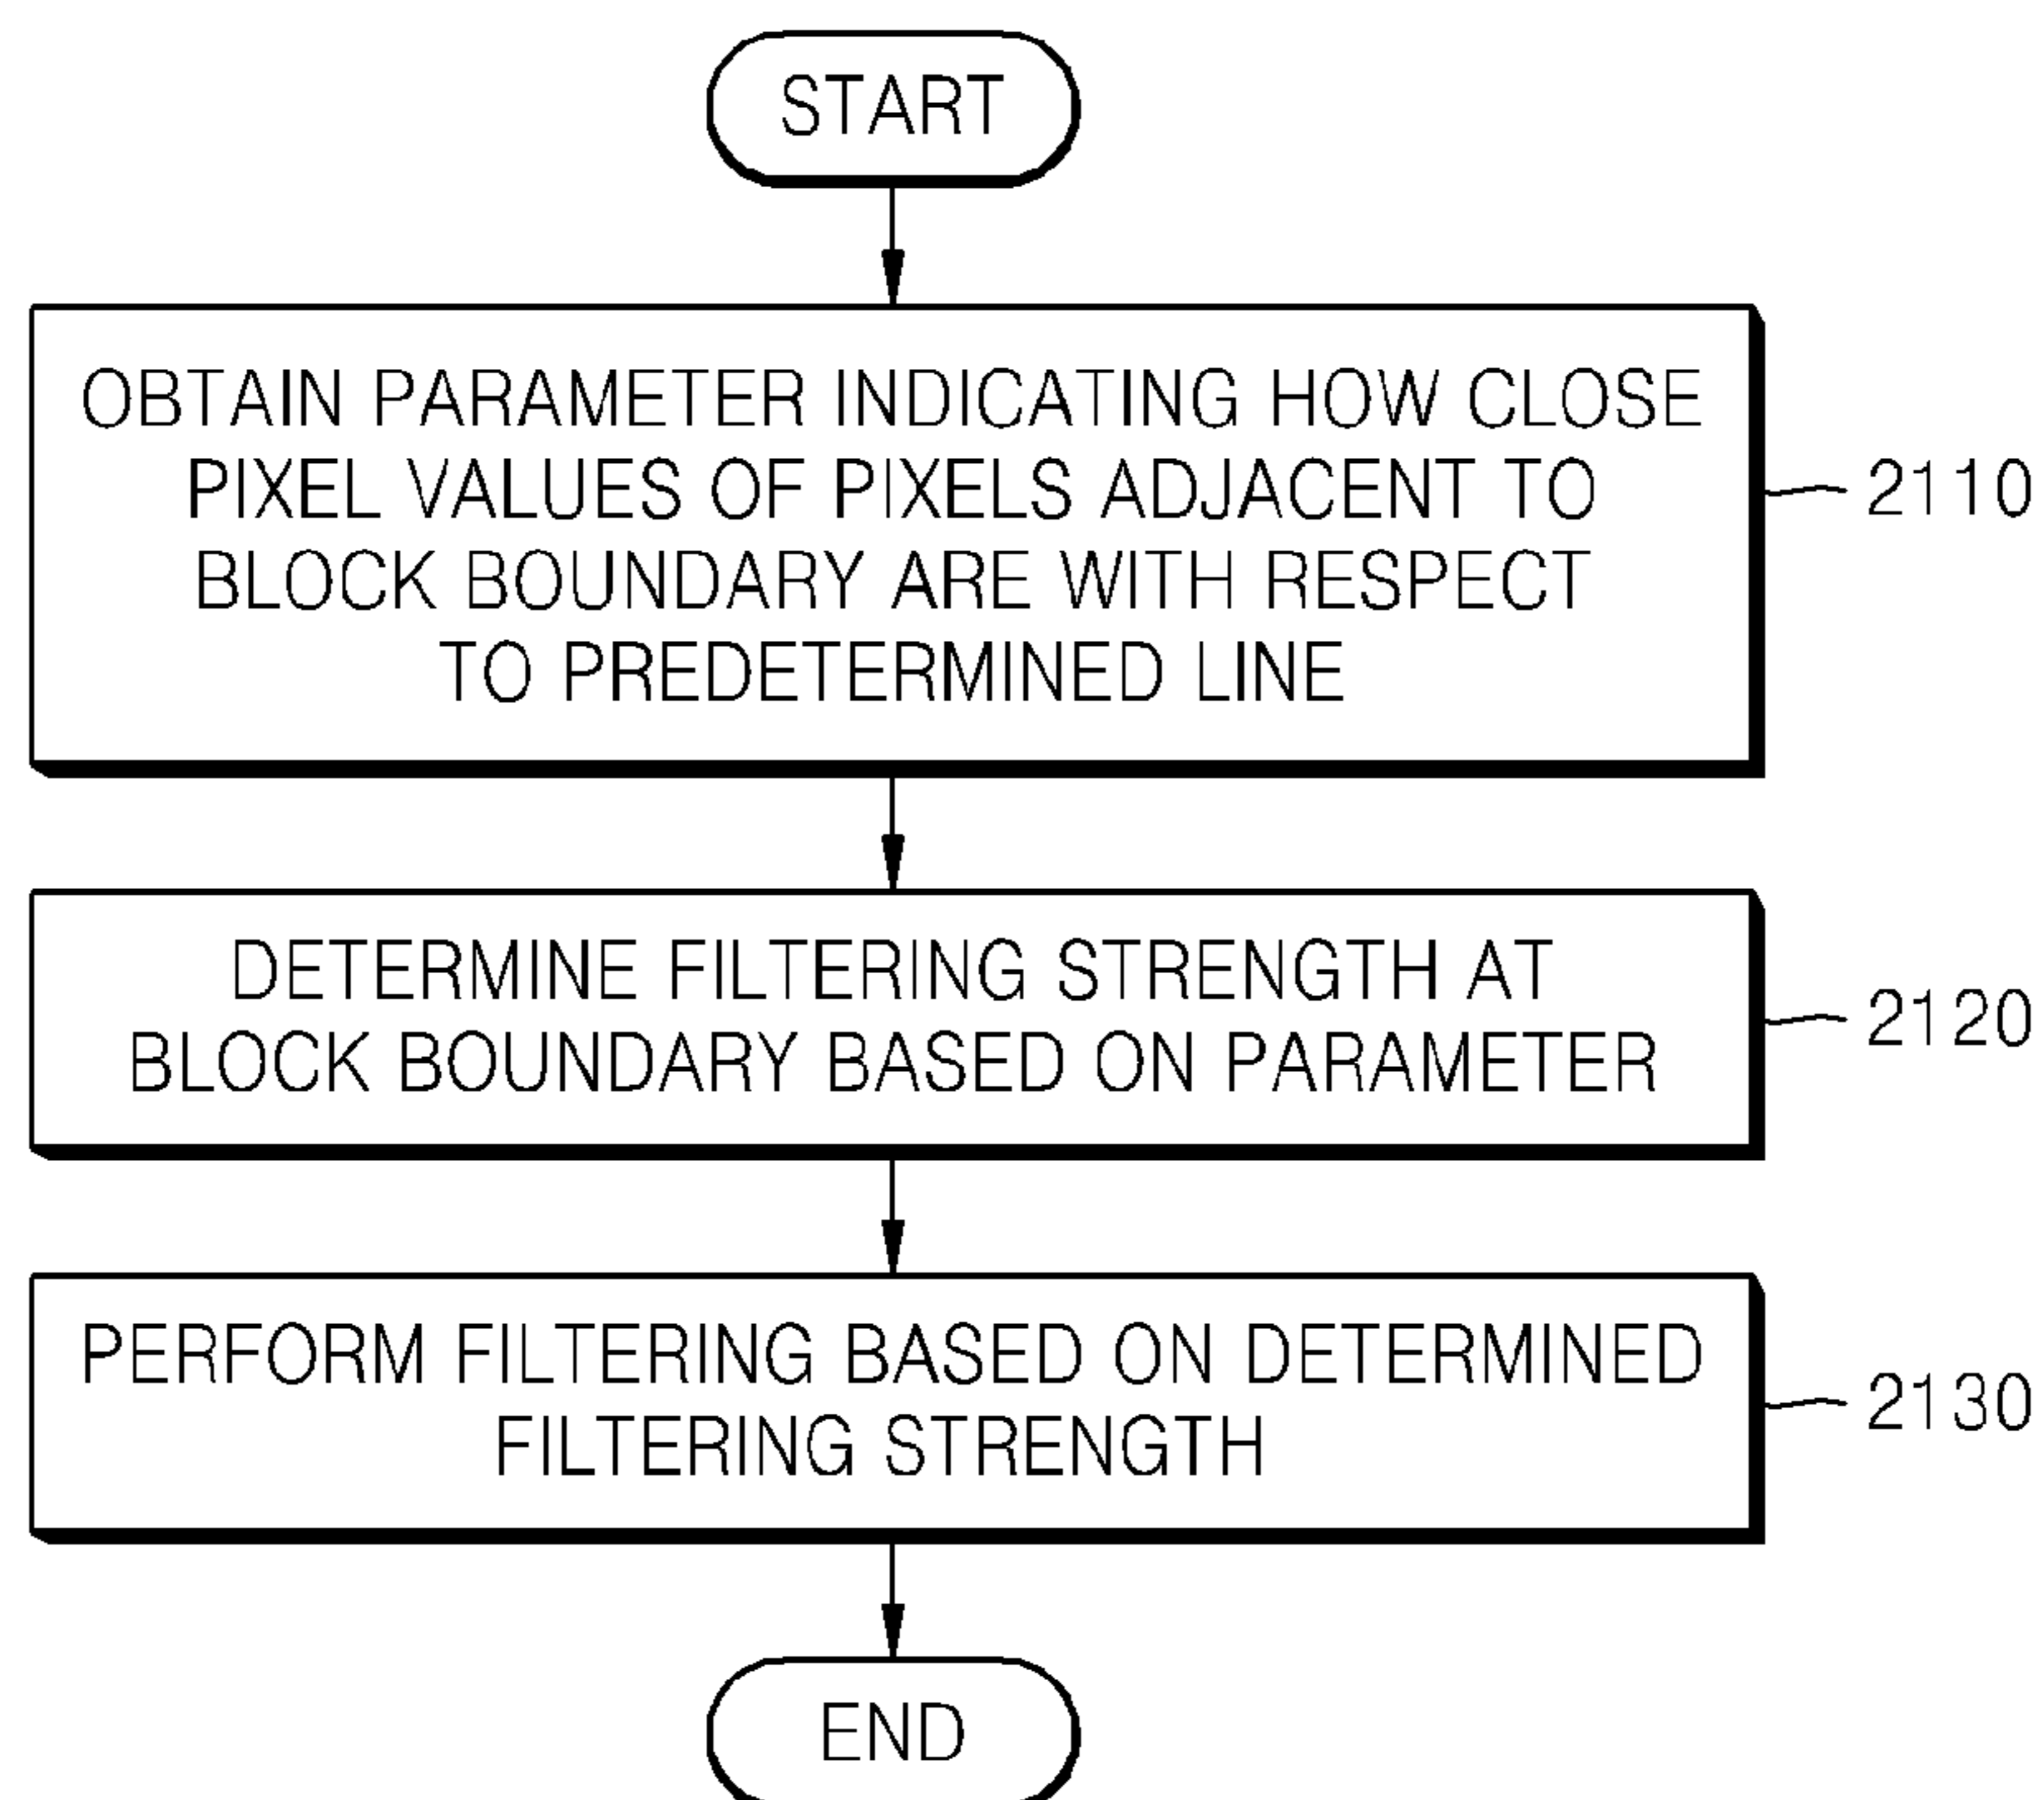 START
OBTAIN PARAMETER INDICATING HOW CLOSE
PIXEL VALUES OF PIXELS ADJACENT TO
BLOCK BOUNDARY ARE WITH RESPECT
TO PREDETERMINED LINE
2110
DETERMINE FILTERING STRENGTH AT
BLOCK BOUNDARY BASED ON PARAMETER
2120
PERFORM FILTERING BASED ON DETERMINED
FILTERING STRENGTH
2130
END